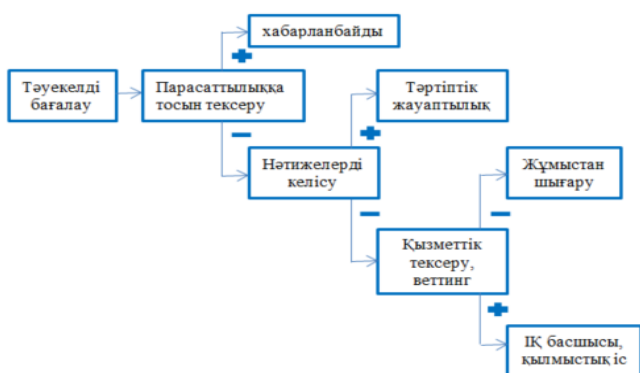 хабарланбайды
Тәуекелді
бағалау
Парасаттылыққа
тосын тексеру
Тәртіптік
жауаптылық
Нәтижелерді
келісу
Жұмыстан
шығару
Қызметтік
тексеру,
веттинг
ІҚ басшысы,
қылмыстық іс